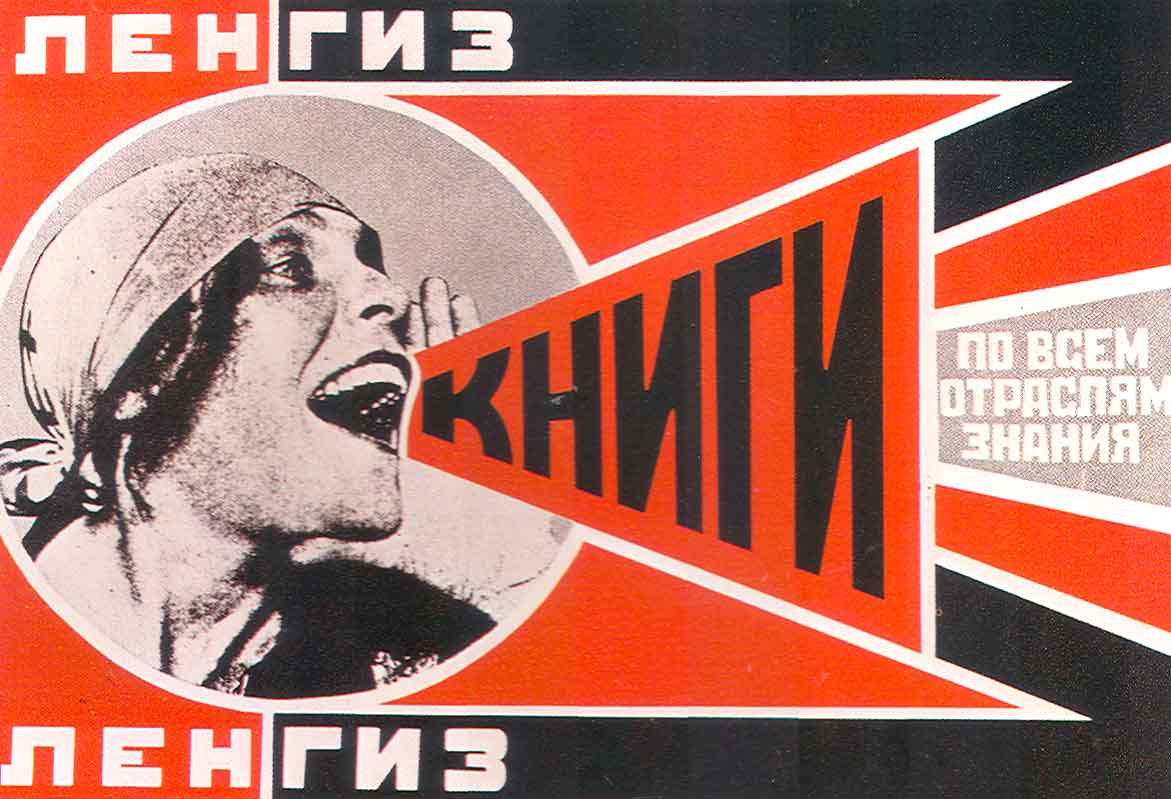 ЛЕНГИЗ
КНИГИ
ПО ВСЕМ
ОТРАСЛЯМ
ЗНАНИЯ
ЛЕНГИЗ